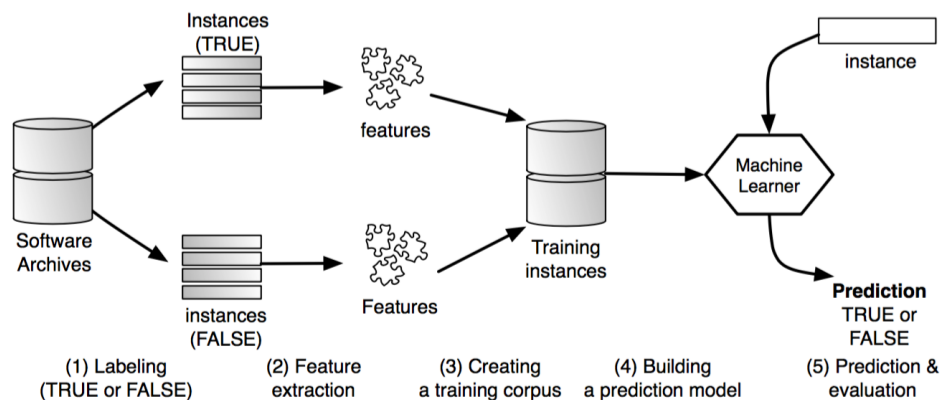 Instances
(TRUE)
features
instance
Machine
Learner
Software
Archives
Training
instances
instances
(FALSE)
Features
Prediction
TRUE or
FALSE
(1) Labeling
(TRUE or FALSE)
(2) Feature
extraction
(3) Creating
a training corpus
(4) Building
a prediction model
(5) Prediction &
evaluation